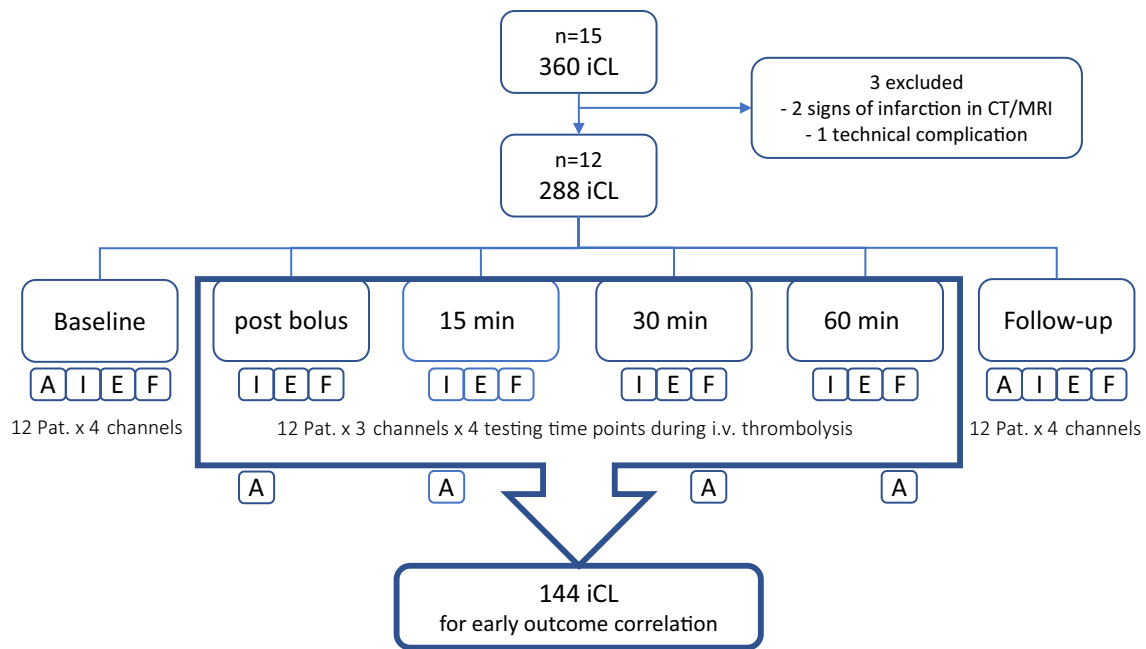 n=15
360 iCL
3 excluded
- 2 signs of infarction in CT/MRI
- 1 technical complication
n=12
288 iCL
Baseline
post bolus
15 min
30 min
60 min
Follow-up
A I E F
I E F
I E F
I E F
I E F
A I E F
12 Pat. x 4 channels
12 Pat. x 3 channels x 4 testing time points during i.v. thrombolysis
12 Pat. x 4 channels
A
A
A
A
144 iCL
for early outcome correlation